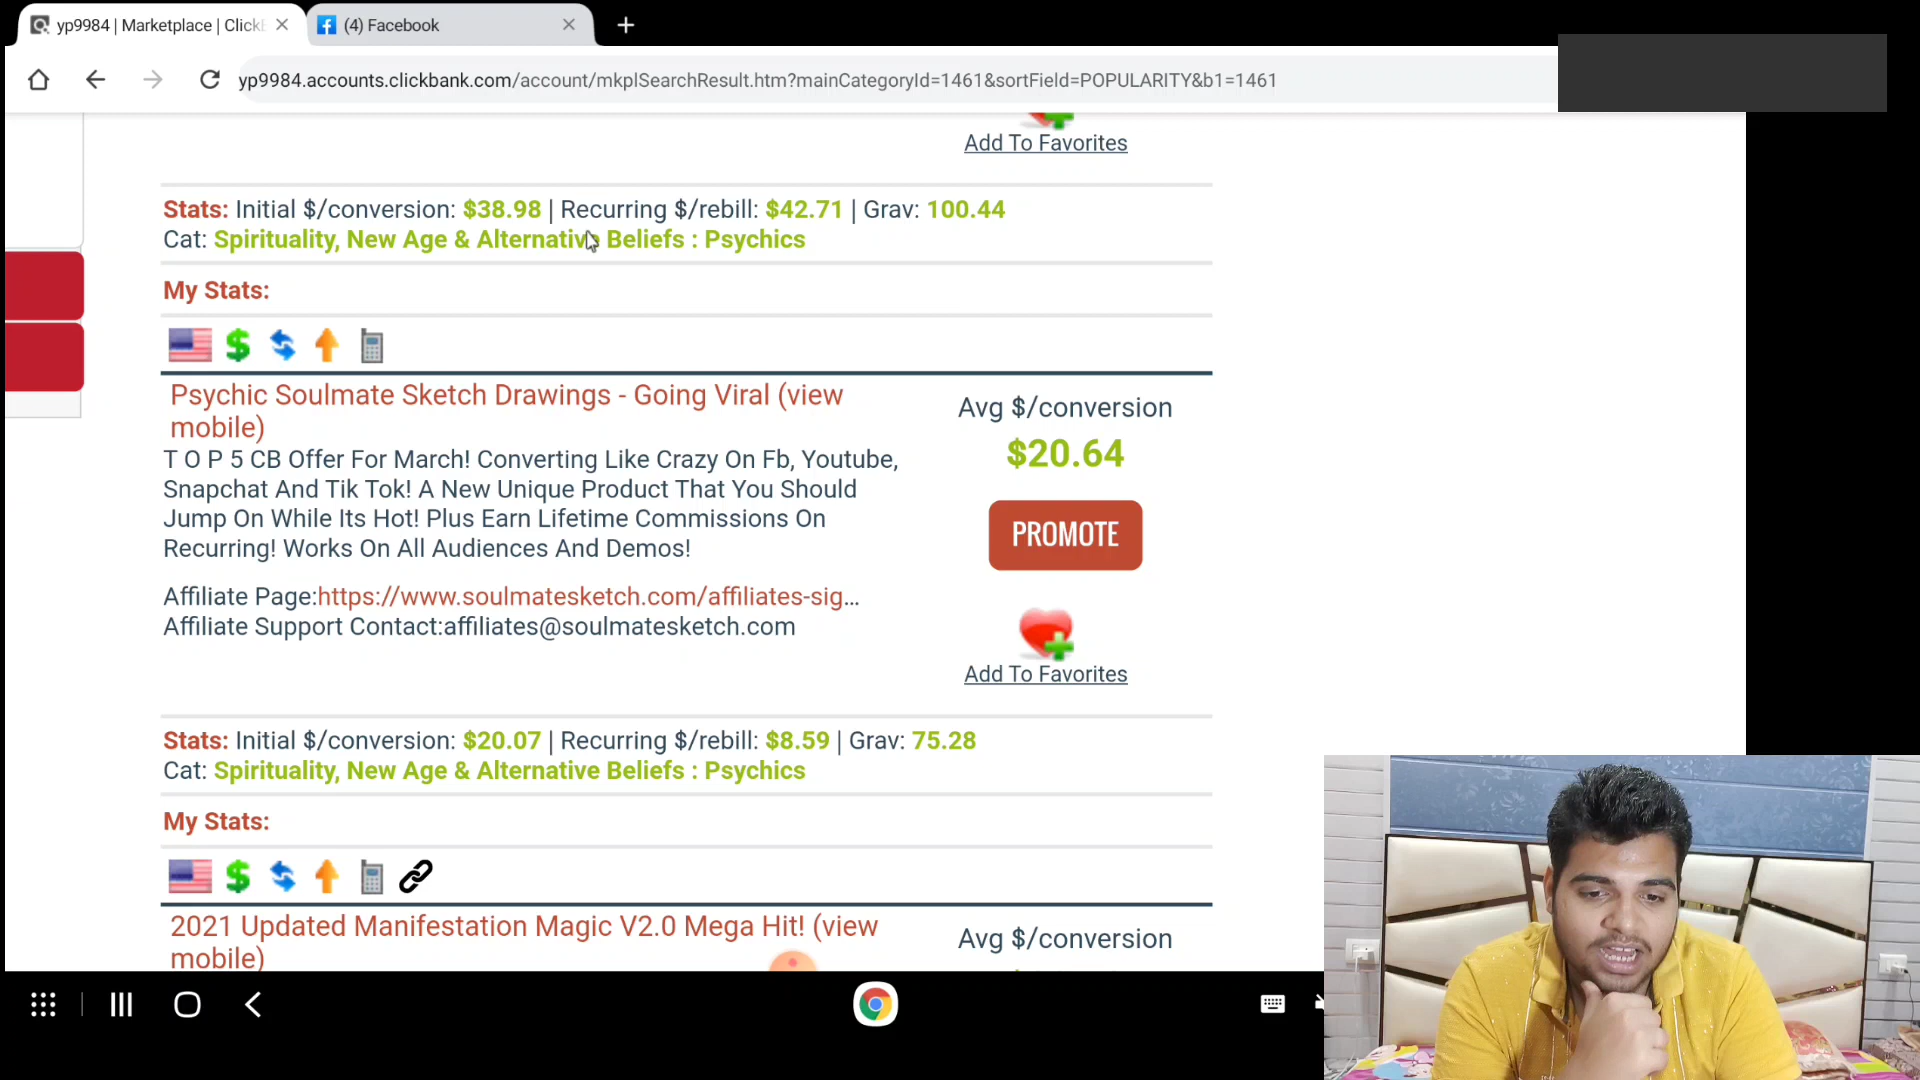 yp9984 | Marketplace | Click
(4) Facebook
yp9984.accounts.clickbank.com/account/mkplSearchResult.htm?mainCategoryId=1461&sortField=POPULARITY&b1=1461
Add To Favorites
Stats: Initial $/conversion: $38.98 | Recurring $/rebill: $42.71 | Grav: 100.44
Cat: Spirituality, New Age & Alternative Beliefs : Psychics
My Stats:
Psychic Soulmate Sketch Drawings - Going Viral (view
mobile)
Avg $/conversion
$20.64
T O P 5 CB Offer For March! Converting Like Crazy On Fb, Youtube,
Snapchat And Tik Tok! A New Unique Product That You Should
Jump On While Its Hot! Plus Earn Lifetime Commissions On
Recurring! Works On All Audiences And Demos!
PROMOTE
Affiliate Page:https://www.soulmatesketch.com/affiliates-sig...
Affiliate Support Contact:affiliates@soulmatesketch.com
Add To Favorites
Stats: Initial $/conversion: $20.07 | Recurring $/rebill: $8.59 | Grav: 75.28
Cat: Spirituality, New Age & Alternative Beliefs : Psychics
My Stats:
2021 Updated Manifestation Magic V2.0 Mega Hit! (view
mobile)
Avg $/conversion